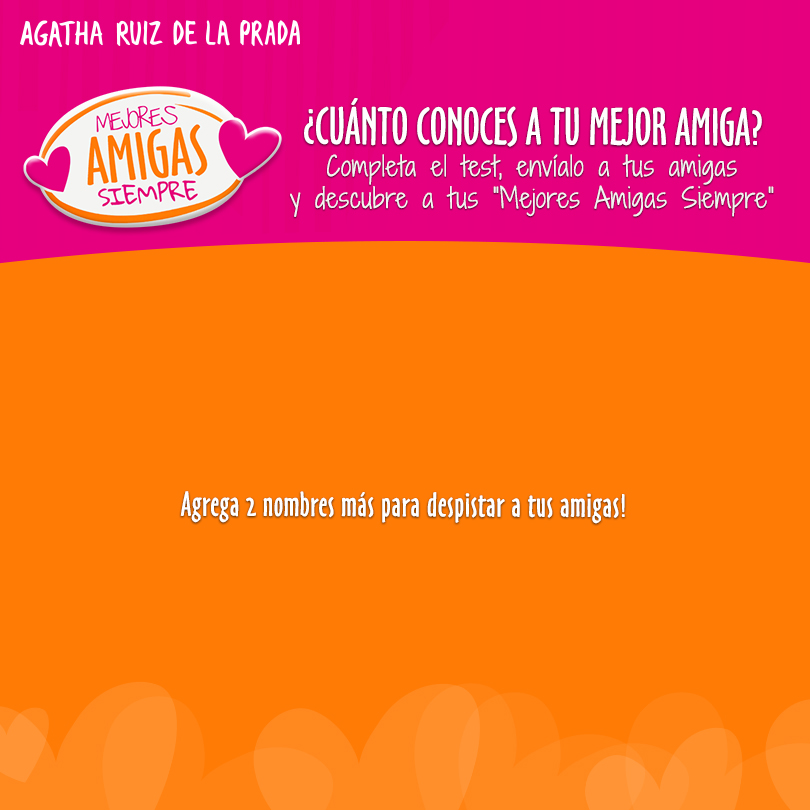 AGATHA RUIZ DE LA PRADA
MEJORES
AMIGAS
SIEMPRE
¿CUÁNTO CONOCES A TU MEJOR AMIGA?
Completa el test, envíalo a tus amigas
y descubre a tus "Mejores Amigas Siempre"
Agrega 2 nombres más para despistar a tus amigas!